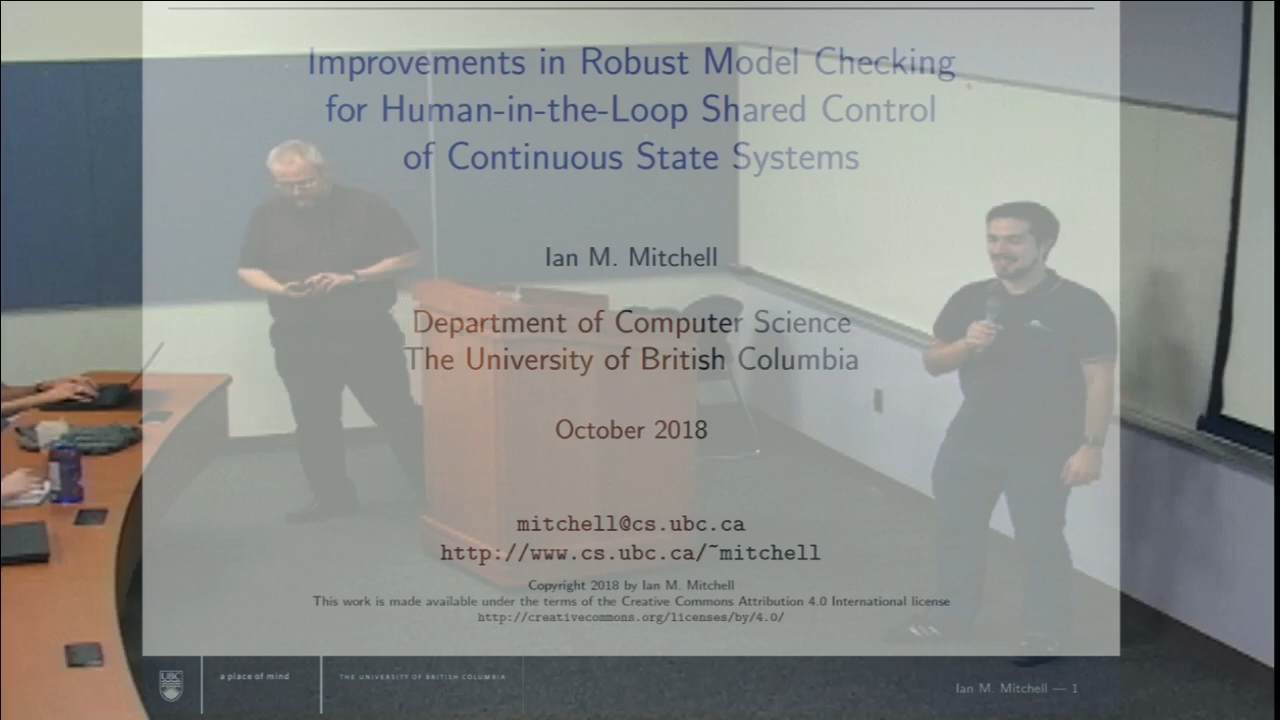 Improvements in Robust Model Checking
for Human-in-the-Loop Shared Control
of Continuous State Systems
Ian M. Mitchell
Department of Computer Science
The University of British Columbia
October 2018
mitchell@cs.ubc.ca
http://www.cs.ubc.ca/~mitchell
Copyright 2018 by Ian M. Mitchell
This work is made available under the terms of the Creative Commons Attribution 4.0 International license
http://creativecommons.org/licenses/by/4.0/
UBC
a place of mind
THE UNIVERSITY OF BRITISH COLUMBIA
Ian M. Mitchell — 1